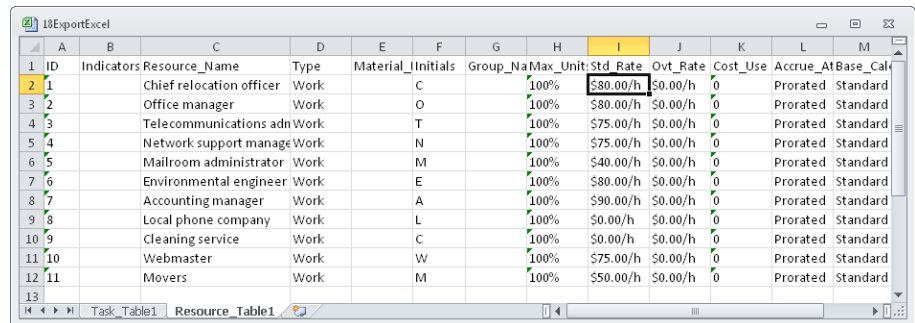 18ExportExcel
A B C D E F G H I J K L M
1 ID Indicators Resource_Name Type Material_ Initials Group_Na Max_Unit: Std_Rate Ovt_Rate Cost_Use Accrue_At Base_Cale
2 1 Chief relocation officer Work C 100% $80.00/h $0.00/h 0 Prorated Standard
3 2 Office manager Work O 100% $80.00/h $0.00/h 0 Prorated Standard
4 3 Telecommunications adn Work T 100% $75.00/h $0.00/h 0 Prorated Standard
5 4 Network support manage Work N 100% $75.00/h $0.00/h 0 Prorated Standard
6 5 Mailroom administrator Work M 100% $40.00/h $0.00/h 0 Prorated Standard
7 6 Environmental engineer Work E 100% $80.00/h $0.00/h 0 Prorated Standard
8 7 Accounting manager Work A 100% $90.00/h $0.00/h 0 Prorated Standard
9 8 Local phone company Work L 100% $0.00/h $0.00/h 0 Prorated Standard
10 9 Cleaning service Work C 100% $0.00/h $0.00/h 0 Prorated Standard
11 10 Webmaster Work W 100% $75.00/h $0.00/h 0 Prorated Standard
12 11 Movers Work M 100% $50.00/h $0.00/h 0 Prorated Standard
13
Task_Table1 Resource_Table1